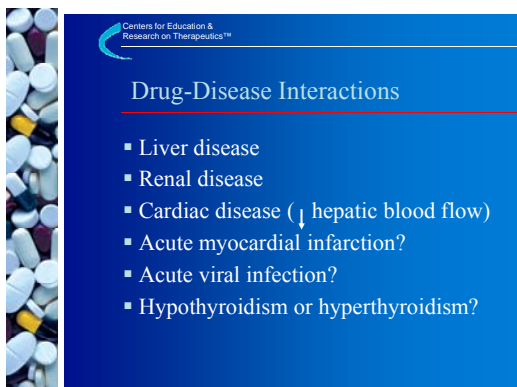 Centers for Education &
Research on Therapeutics™
Drug-Disease Interactions
▪ Liver disease
▪ Renal disease
▪ Cardiac disease (↓ hepatic blood flow)
▪ Acute myocardial infarction?
▪ Acute viral infection?
▪ Hypothyroidism or hyperthyroidism?